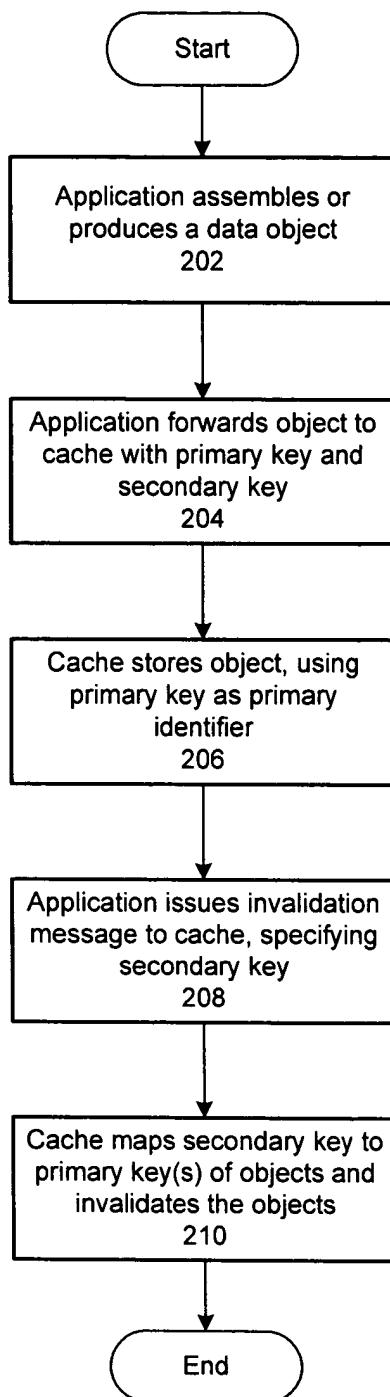 Start
Application assembles or
produces a data object
202
Application forwards object to
cache with primary key and
secondary key
204
Cache stores object, using
primary key as primary
identifier
206
Application issues invalidation
message to cache, specifying
secondary key
208
Cache maps secondary key to
primary key(s) of objects and
invalidates the objects
210
End